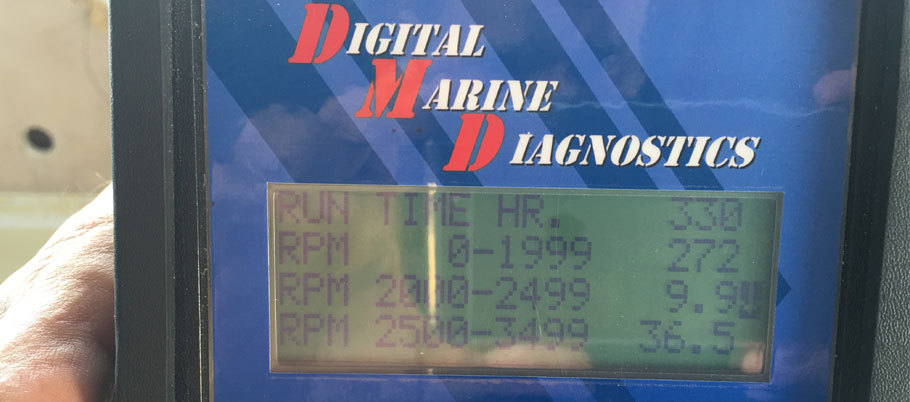 DIGITAL
MARINE
DIAGNOSTICS
RUN TIME HR. 330
RPM 0-1999 272
RPM 2000-2499 9.9
RPM 2500-3499 36.5